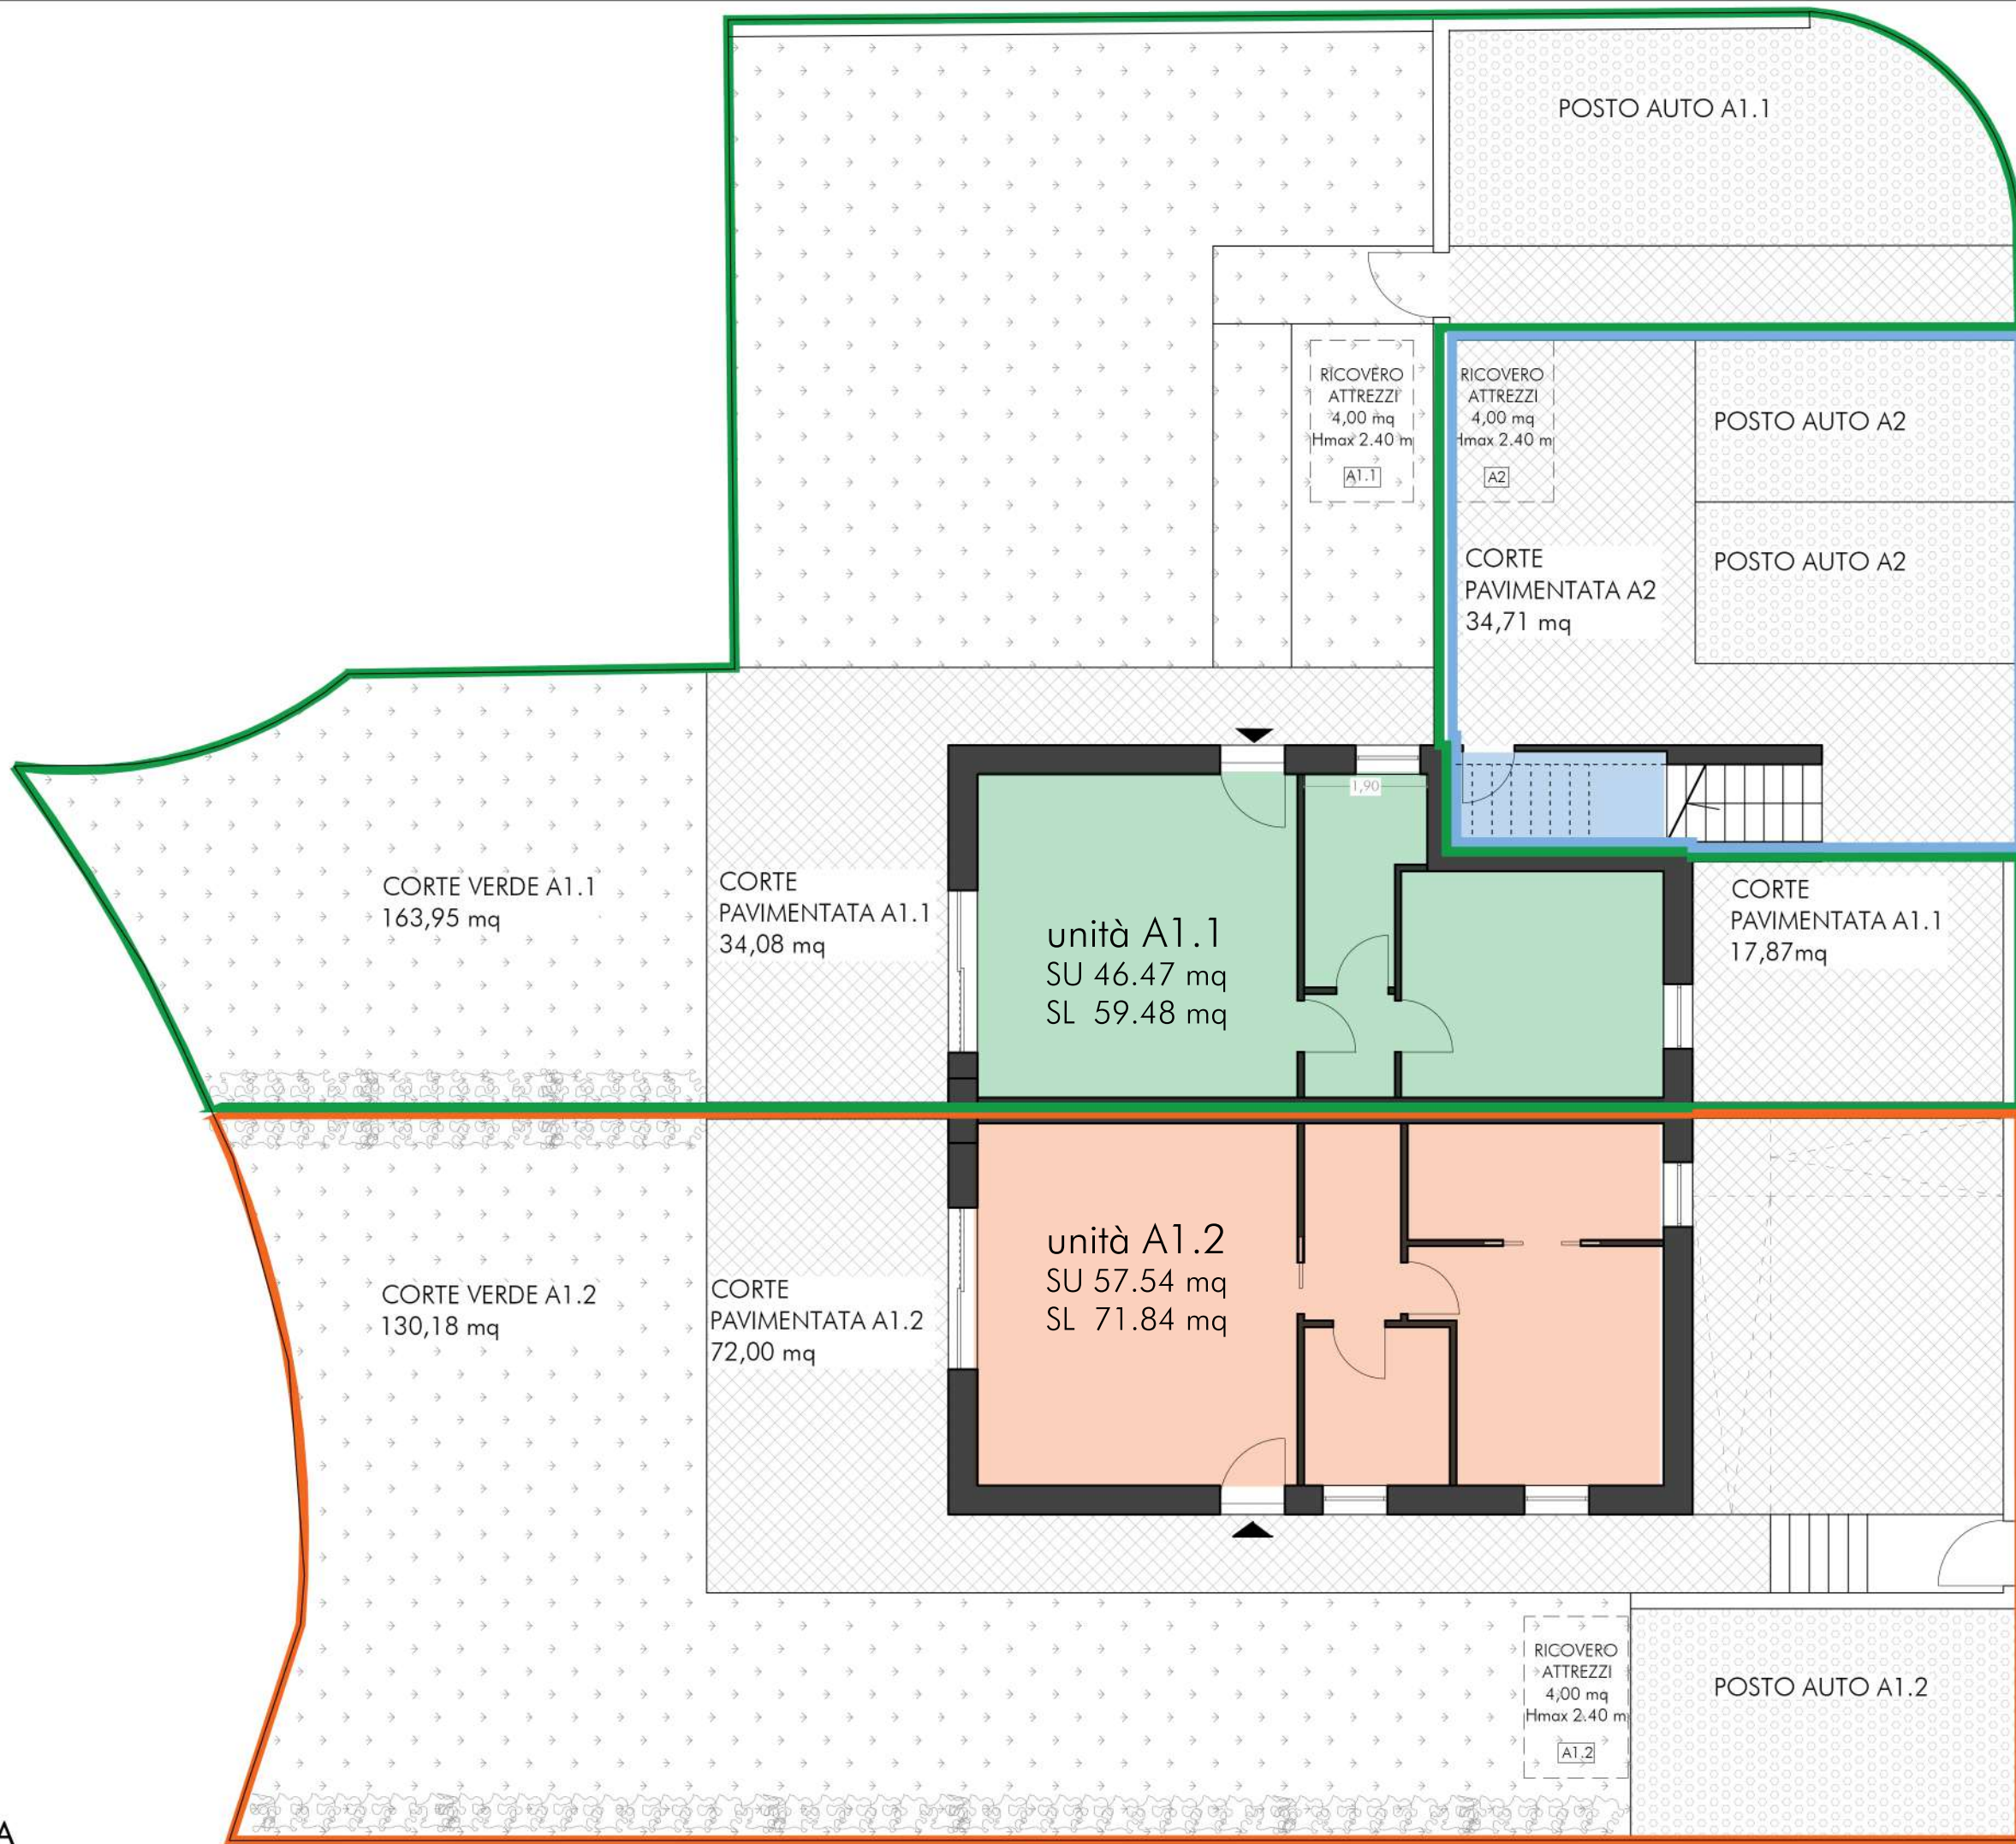 POSTO AUTO A1.1
RICOVERO
ATTREZZI
4,00 mq
Hmax 2.40 m
A1.1
RICOVERO
ATTREZZI
4,00 mq
Hmax 2.40 m
A2
POSTO AUTO A2
POSTO AUTO A2
CORTE
PAVIMENTATA A2
34,71 mq
1,90
CORTE VERDE A1.1
163,95 mq
CORTE
PAVIMENTATA A1.1
34,08 mq
unità A1.1
SU 46.47 mq
SL 59.48 mq
CORTE
PAVIMENTATA A1.1
17,87mq
CORTE VERDE A1.2
130,18 mq
CORTE
PAVIMENTATA A1.2
72,00 mq
unità A1.2
SU 57.54 mq
SL 71.84 mq
RICOVERO
ATTREZZI
4,00 mq
Hmax 2.40 m
A1.2
POSTO AUTO A1.2
A